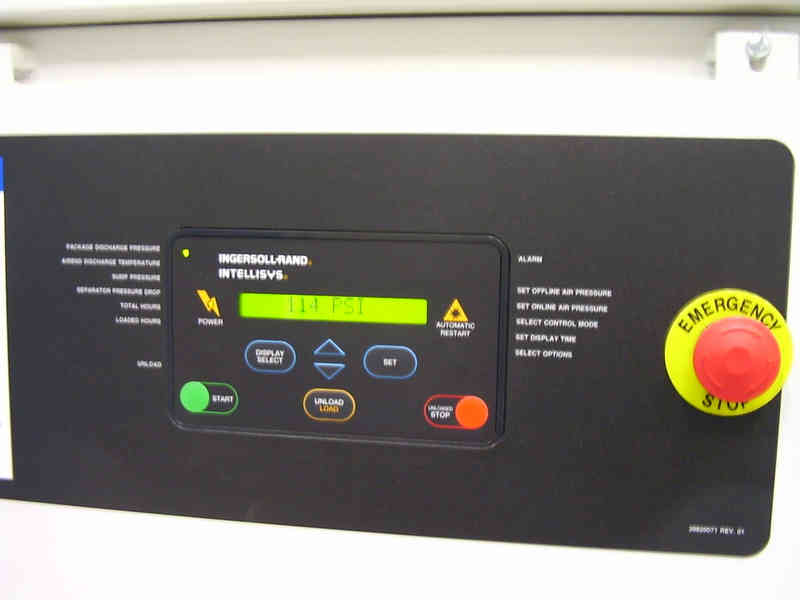 PACKAGE DISCHARGE PRESSURE
AIREND DISCHARGE TEMPERATURE
SUMP PRESSURE
SEPARATOR PRESSURE DROP
TOTAL HOURS
LOADED HOURS
UNLOAD
INGERSOLL-RAND
INTELLISYS
114 PSI
POWER
AUTOMATIC
RESTART
DISPLAY
SELECT
SET
START
UNLOAD
LOAD
UNLOADED
STOP
ALARM
SET OFFLINE AIR PRESSURE
SET ONLINE AIR PRESSURE
SELECT CONTROL MODE
SET DISPLAY TIME
SELECT OPTIONS
EMERGENCY
STOP
REV. 01